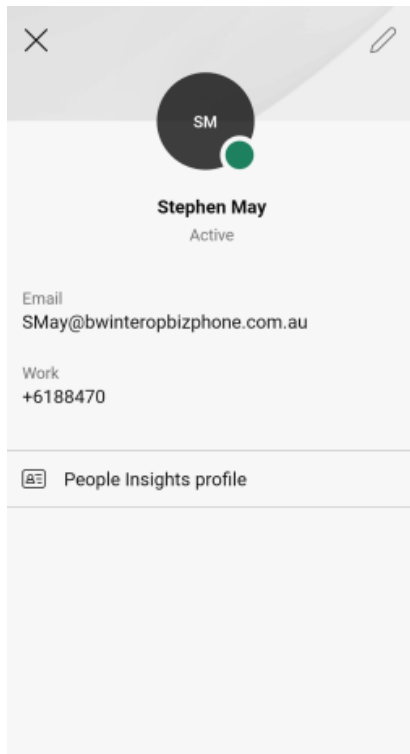 SM
Stephen May
Active
Email
SMay@bwinteropbizphone.com.au
Work
+6188470
People Insights profile